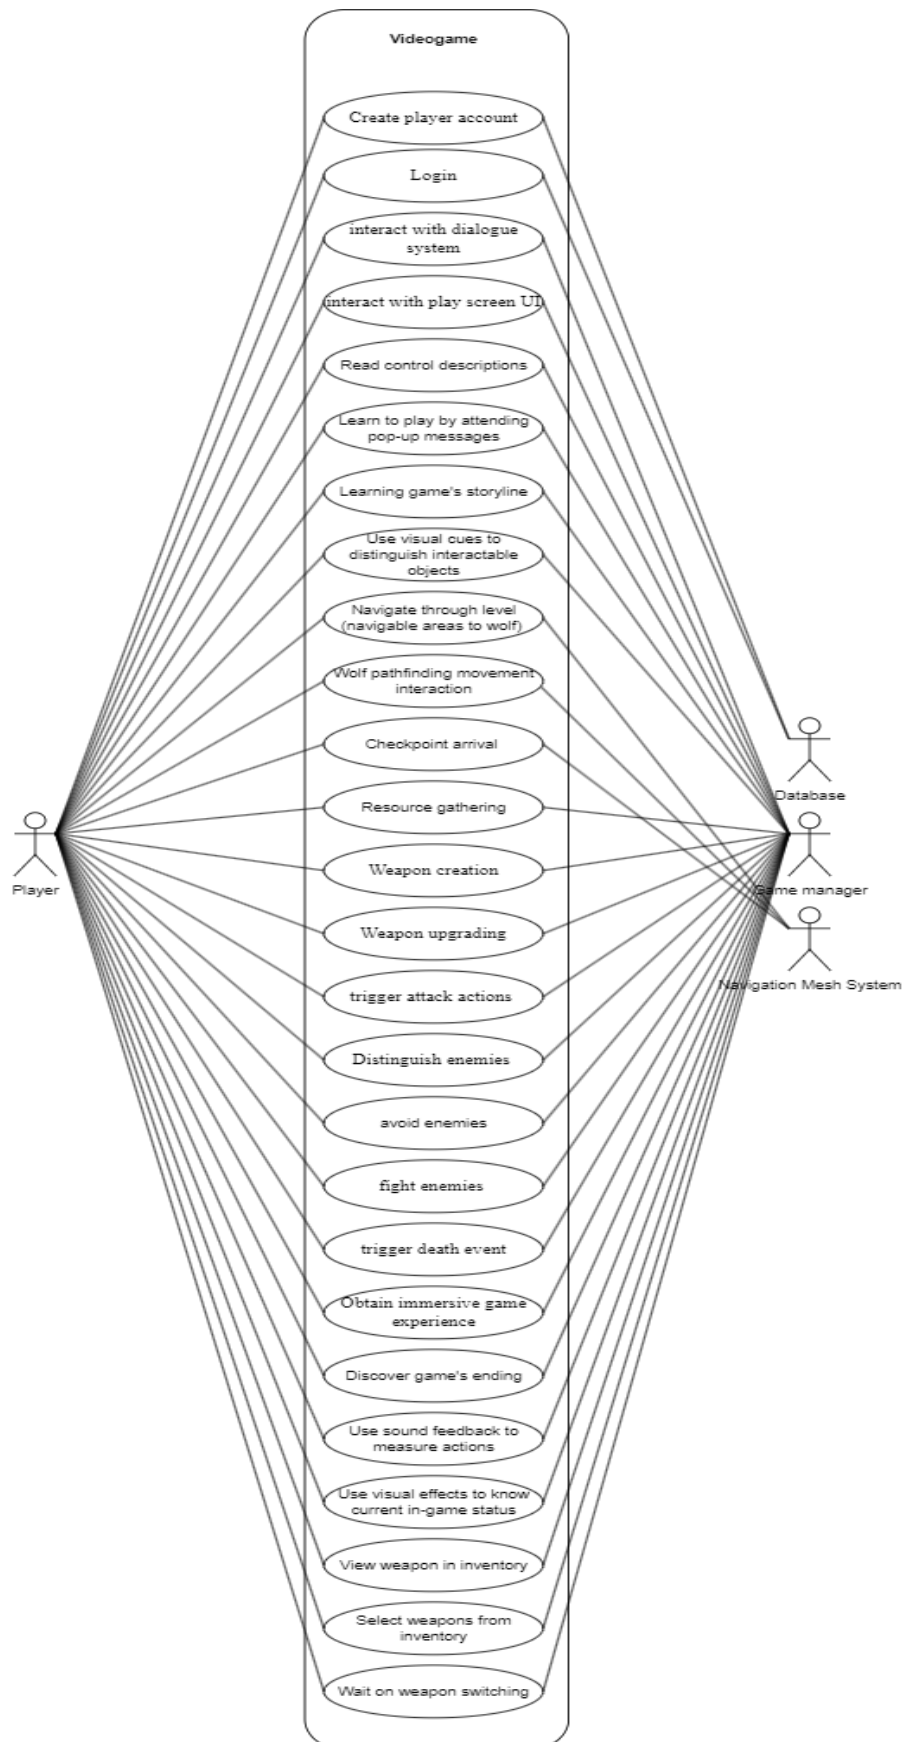 Videogame
Create player account
Login
interact with dialogue
system
interact with play screen UI
Read control descriptions
Learn to play by attending
pop-up messages
Learning game's storyline
Use visual cues to
distinguish interactable
objects
Navigate through level
(navigable areas to wolf)
Wolf pathfinding movement
interaction
Checkpoint arrival
Resource gathering
Weapon creation
Weapon upgrading
trigger attack actions
Distinguish enemies
avoid enemies
fight enemies
trigger death event
Obtain immersive game
experience
Discover game's ending
Use sound feedback to
measure actions
Use visual effects to know
current in-game status
View weapon in inventory
Select weapons from
inventory
Wait on weapon switching
Player
Database
Game manager
Navigation Mesh System